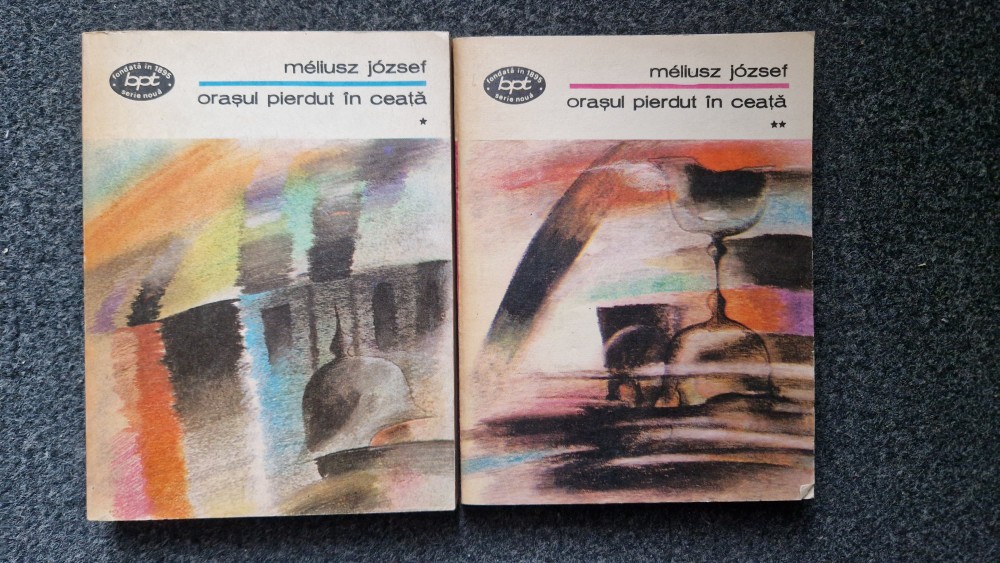 fondată în 1895
bpt
serie nouă
méliusz józsef
orașul pierdut în ceată
*
fondată în 1895
bpt
serie nouă
méliusz józsef
orașul pierdut în ceață
**